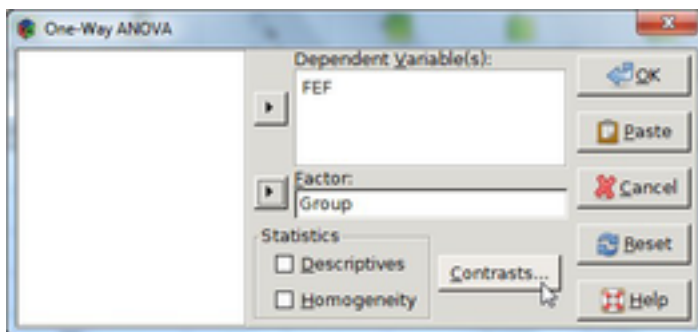 One-Way ANOVA
Dependent Variable(s):
FEF
Factor:
Group
Statistics
Descriptives
Homogeneity
Contrasts...
OK
Paste
Cancel
Reset
Help